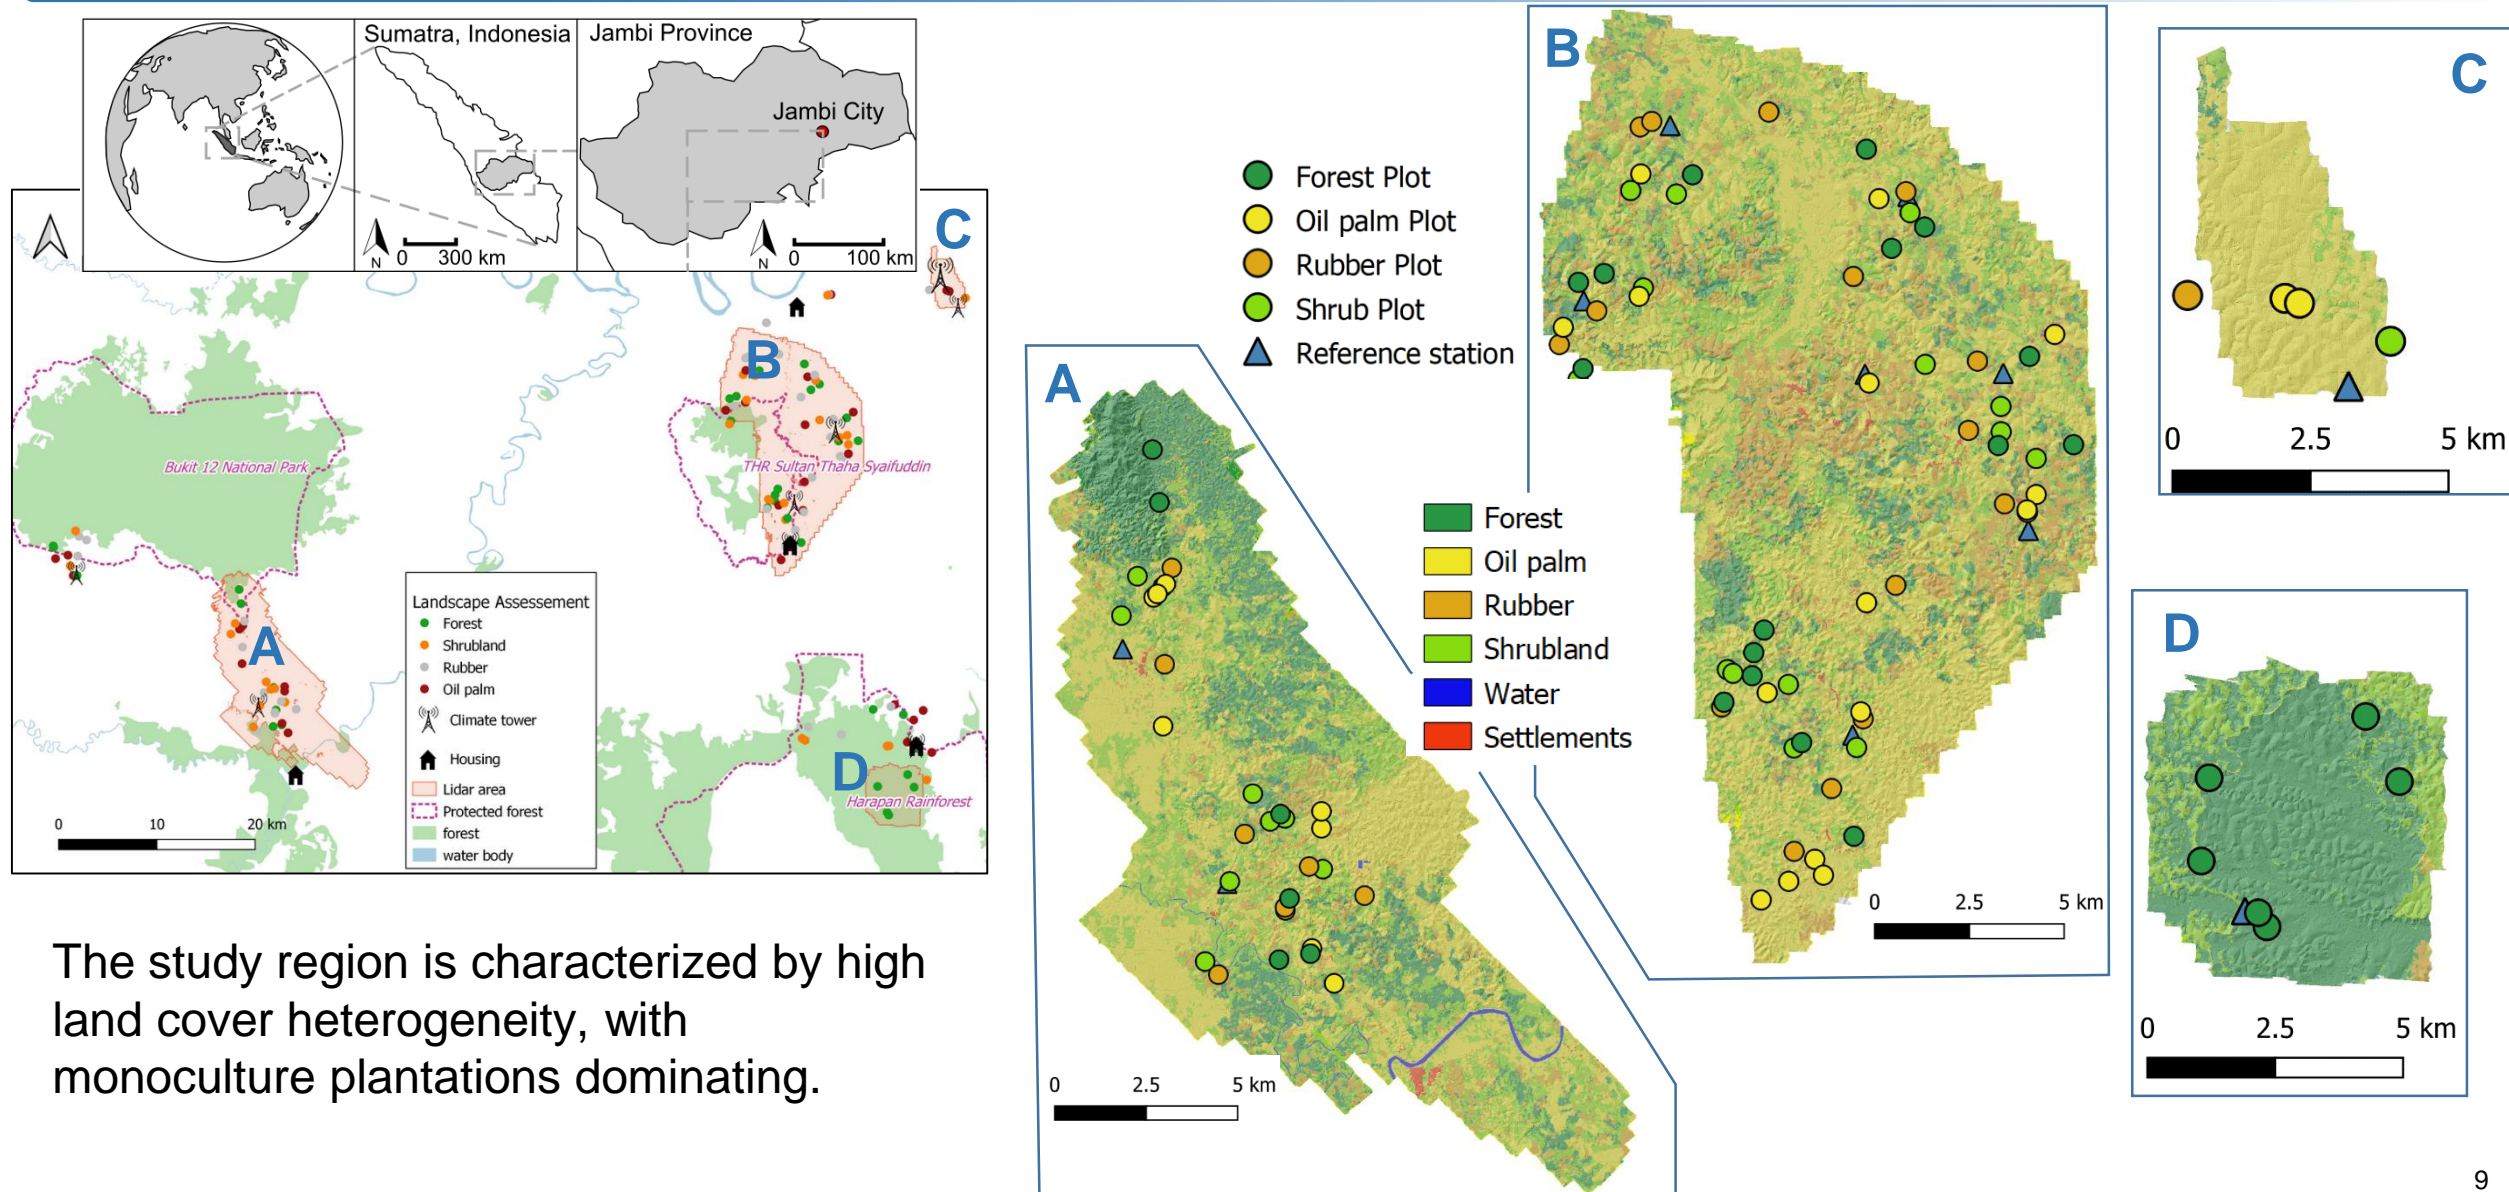 Sumatra, Indonesia
Jambi Province
Jambi City
N
0 300 km
N
0 100 km
C
B
Bukit 12 National Park
THR Sultan Thaha Syaifuddin
A
D
Harapan Rainforest
0 10 20 km
Landscape Assessement
Forest
Shrubland
Rubber
Oil palm
Climate tower
Housing
Lidar area
Protected forest
forest
water body
The study region is characterized by high
land cover heterogeneity, with
monoculture plantations dominating.
Forest Plot
Oil palm Plot
Rubber Plot
Shrub Plot
Reference station
A
0 2.5 5 km
Forest
Oil palm
Rubber
Shrubland
Water
Settlements
B
0 2.5 5 km
C
0 2.5 5 km
D
0 2.5 5 km
9